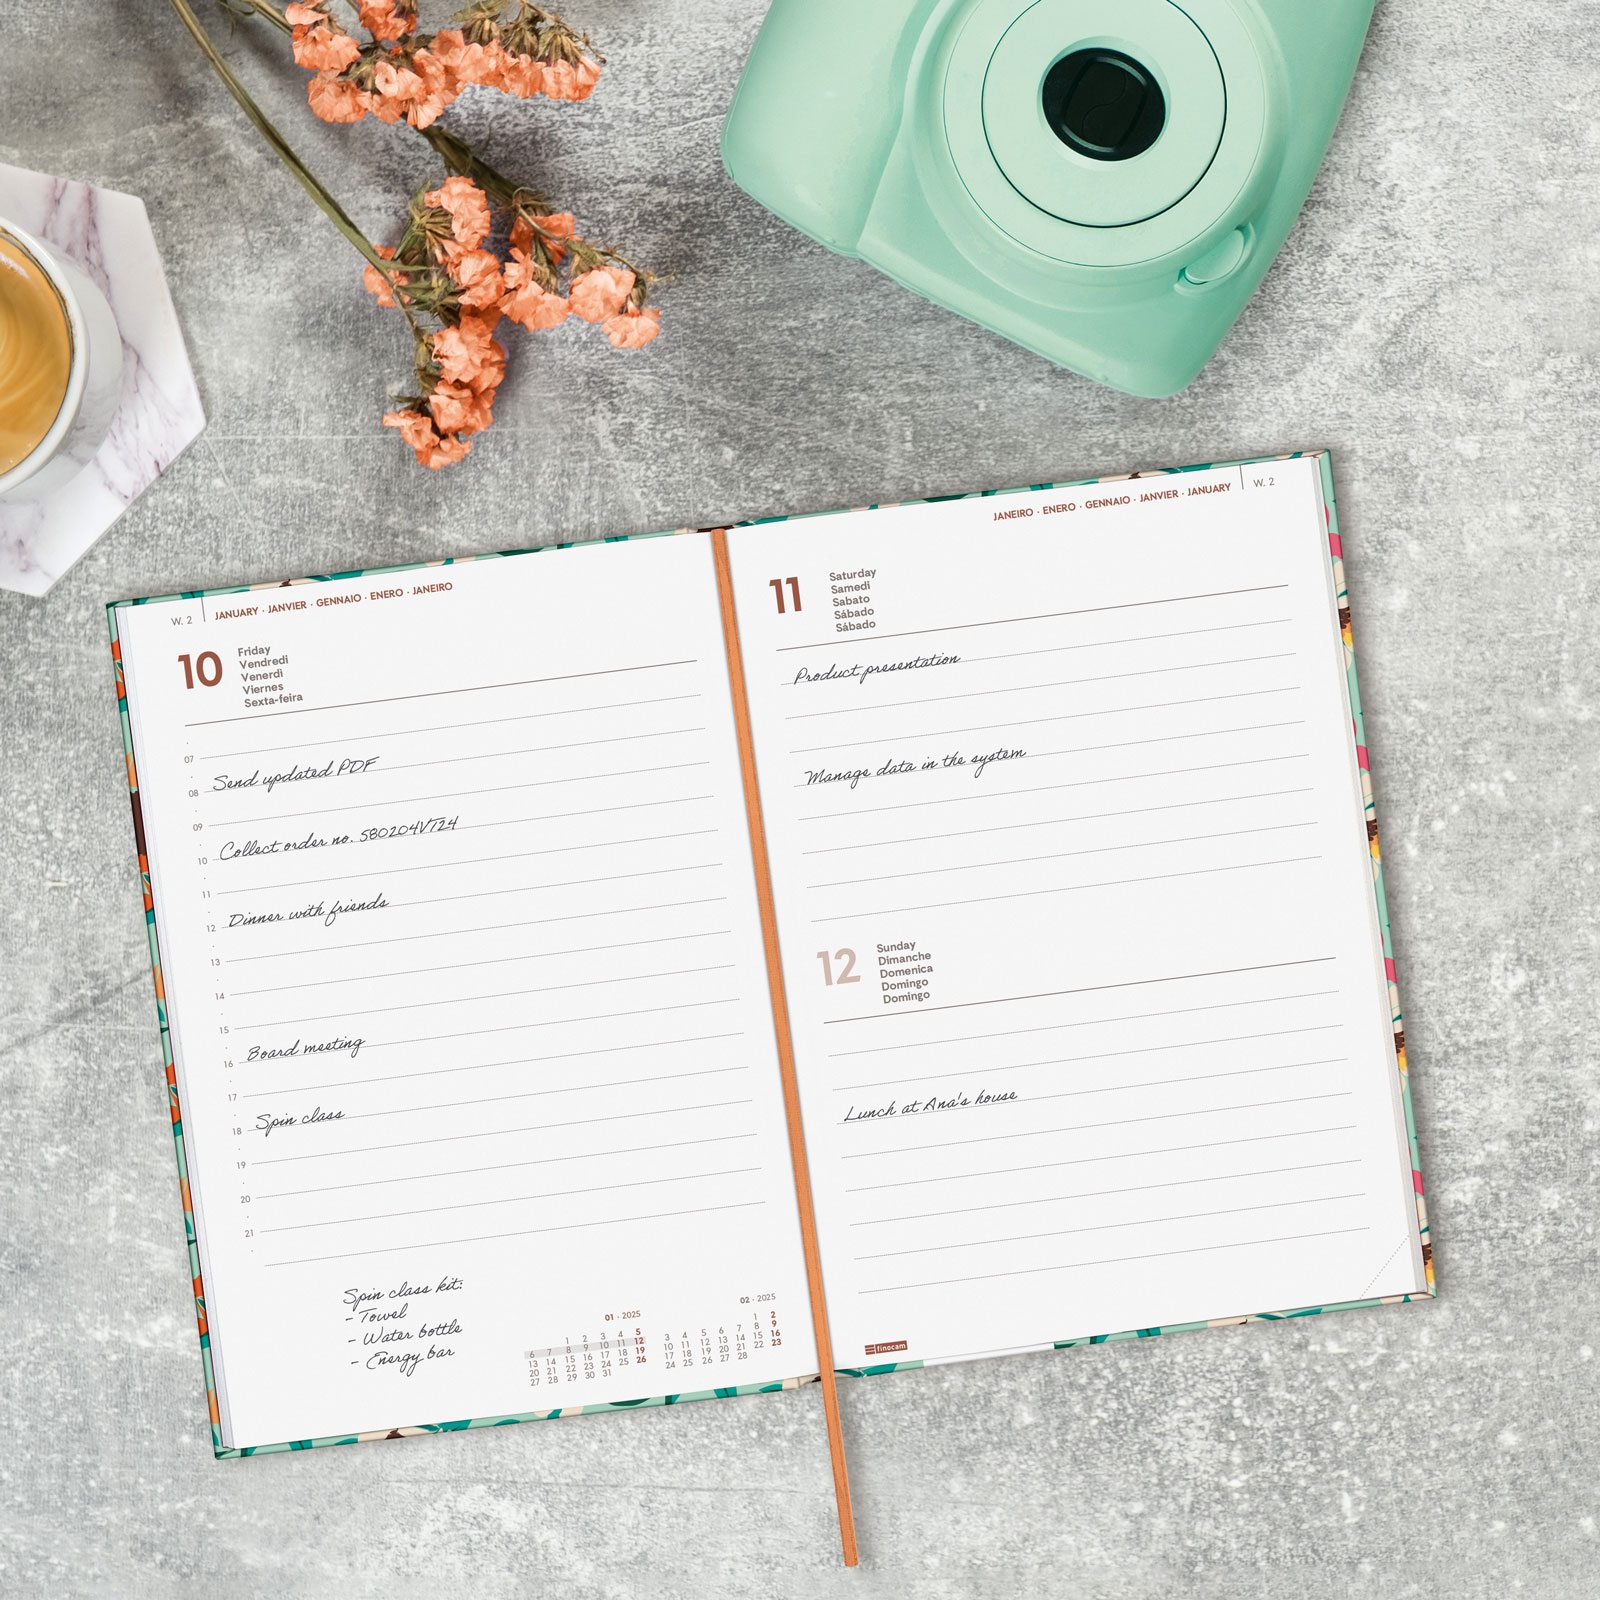 W. 2
JANUARY · JANVIER · GENNAIO · ENERO · JANEIRO
10
Friday
Vendredi
Venerdì
Viernes
Sexta-feira
07
Send updated PDF
08
09
Collect order no. 580204VT24
10
11
Dinner with friends
12
13
14
15
Board meeting
16
17
Spin class
18
19
20
21
Spin class kit:
- Towel
- Water bottle
- Energy bar
01 · 2025
1 2 3 4 5
6 7 8 9 10 11 12
13 14 15 16 17 18 19
20 21 22 23 24 25 26
27 28 29 30 31
02 · 2025
1 2
3 4 5 6 7 8 9
10 11 12 13 14 15 16
17 18 19 20 21 22 23
24 25 26 27 28
JANEIRO · ENERO · GENNAIO · JANVIER · JANUARY
W. 2
11
Saturday
Samedi
Sabato
Sábado
Sábado
Product presentation
Manage data in the system
12
Sunday
Dimanche
Domenica
Domingo
Domingo
Lunch at Ana's house
finocam